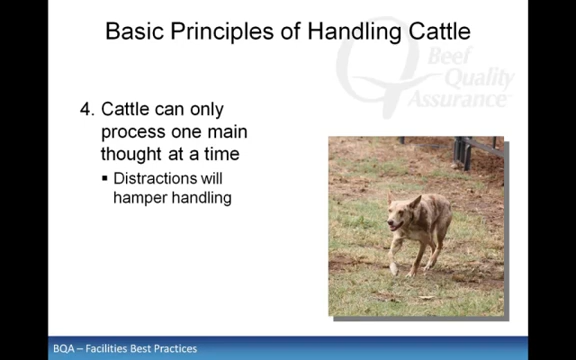 Basic Principles of Handling Cattle
Beef
Quality
Assurance™
4. Cattle can only
process one main
thought at a time
▪ Distractions will
hamper handling
BQA – Facilities Best Practices